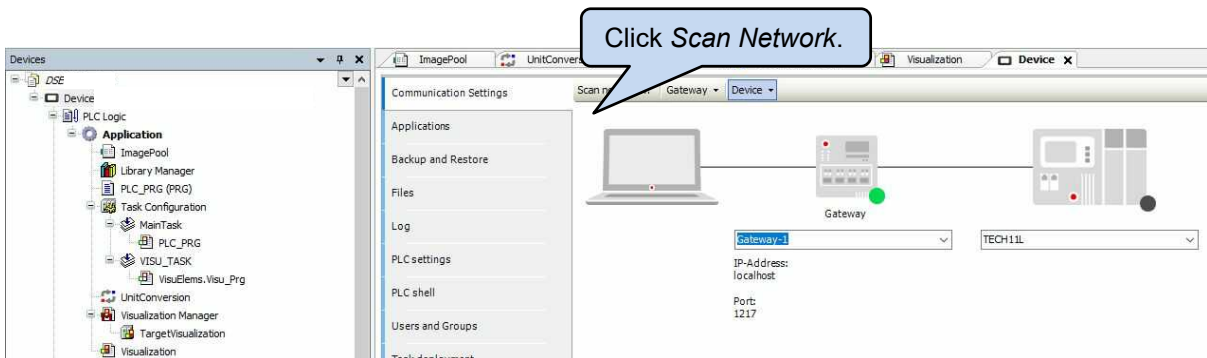 Click Scan Network.
Devices
DSE
Device
PLC Logic
Application
ImagePool
Library Manager
PLC_PRG (PRG)
Task Configuration
MainTask
PLC_PRG
VISU_TASK
VisuElems.Visu_Prg
UnitConversion
Visualization Manager
TargetVisualization
Visualization
ImagePool
Visualization
Device
Communication Settings
Applications
Backup and Restore
Files
Log
PLC settings
PLC shell
Users and Groups
Gateway
Device
Gateway
Gateway-1
TECH11L
IP-Address:
localhost
Port:
1217